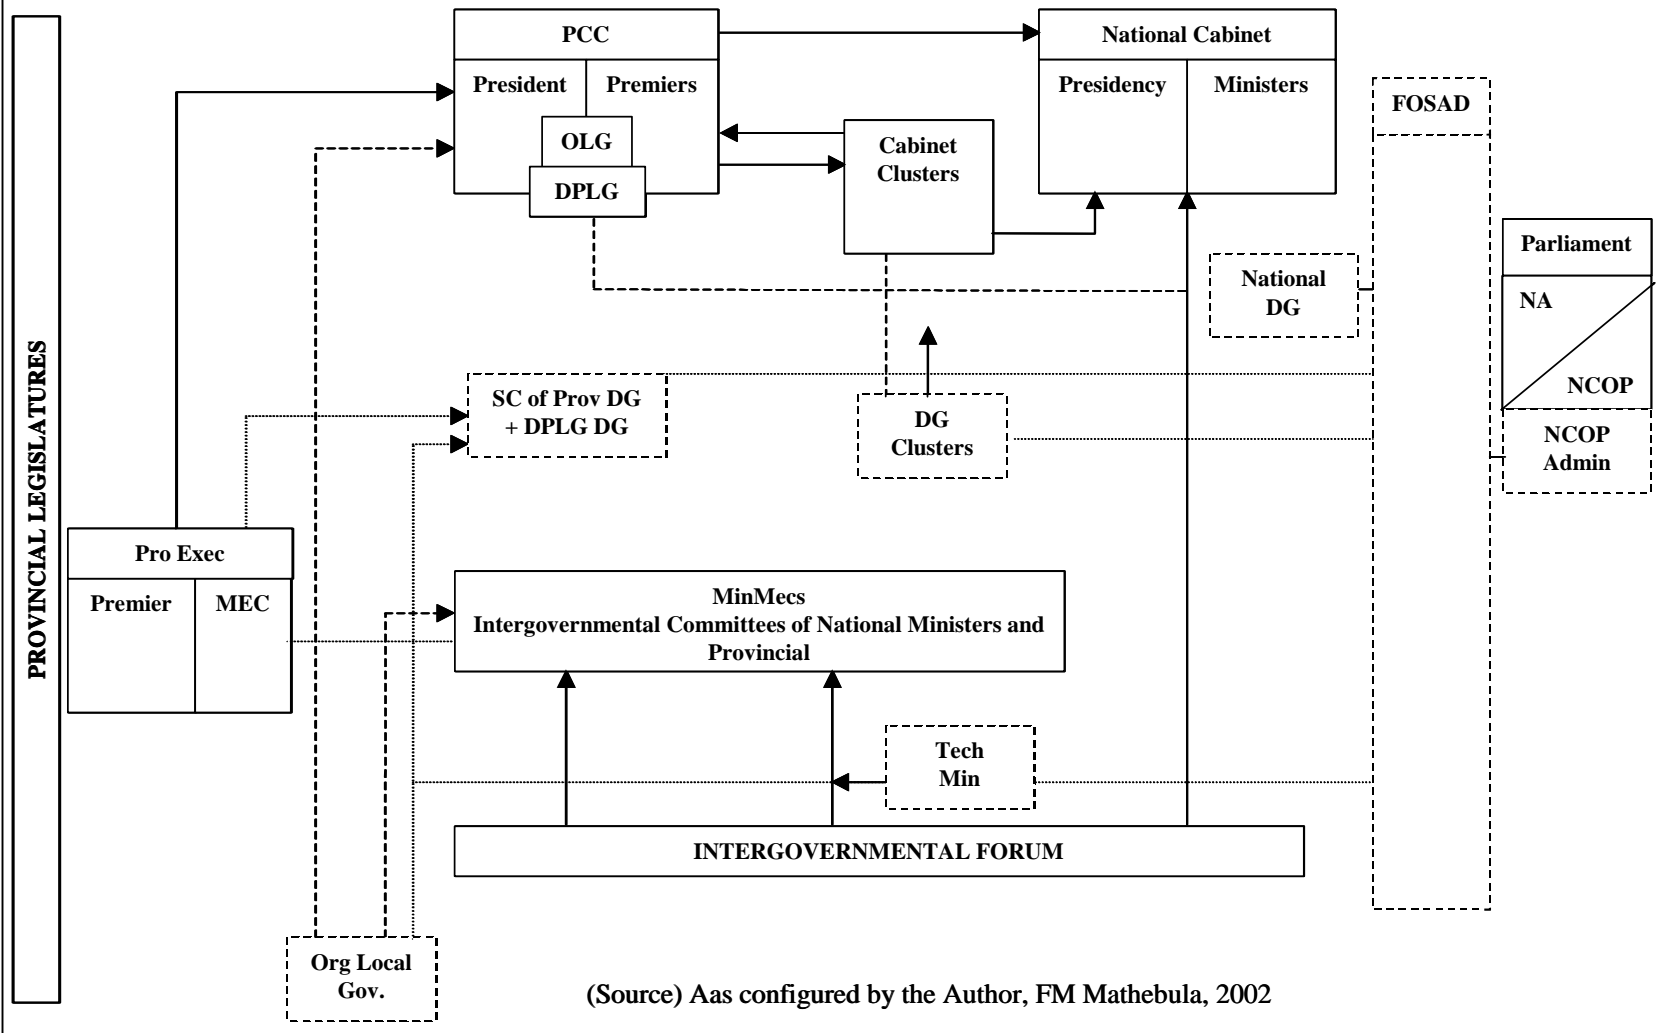 PCC
President
Premiers
OLG
DPLG
National Cabinet
Presidency
Ministers
Cabinet
Clusters
FOSAD
National
DG
Parliament
NA
NCOP
NCOP
Admin
SC of Prov DG
+ DPLG DG
DG
Clusters
PROVINCIAL LEGISLATURES
Pro Exec
Premier
MEC
MinMecs
Intergovernmental Committees of National Ministers and
Provincial
Tech
Min
INTERGOVERNMENTAL FORUM
Org Local
Gov.
(Source) Aas configured by the Author, FM Mathebula, 2002